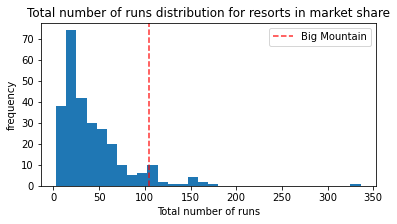 Total number of runs distribution for resorts in market share
Big Mountain
frequency
70
60
50
40
30
20
10
0
0 50 100 150 200 250 300 350
Total number of runs